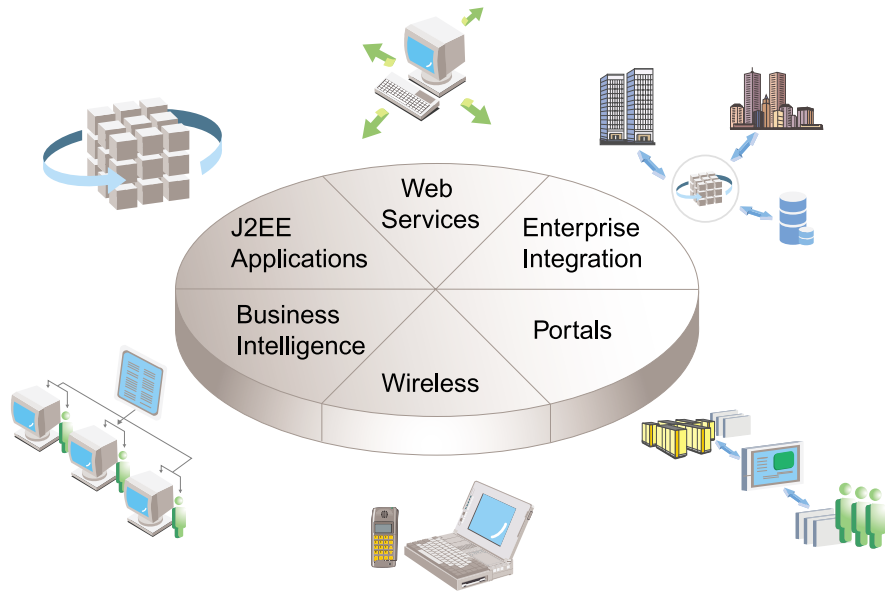 Web
Services
J2EE
Applications
Enterprise
Integration
Business
Intelligence
Portals
Wireless